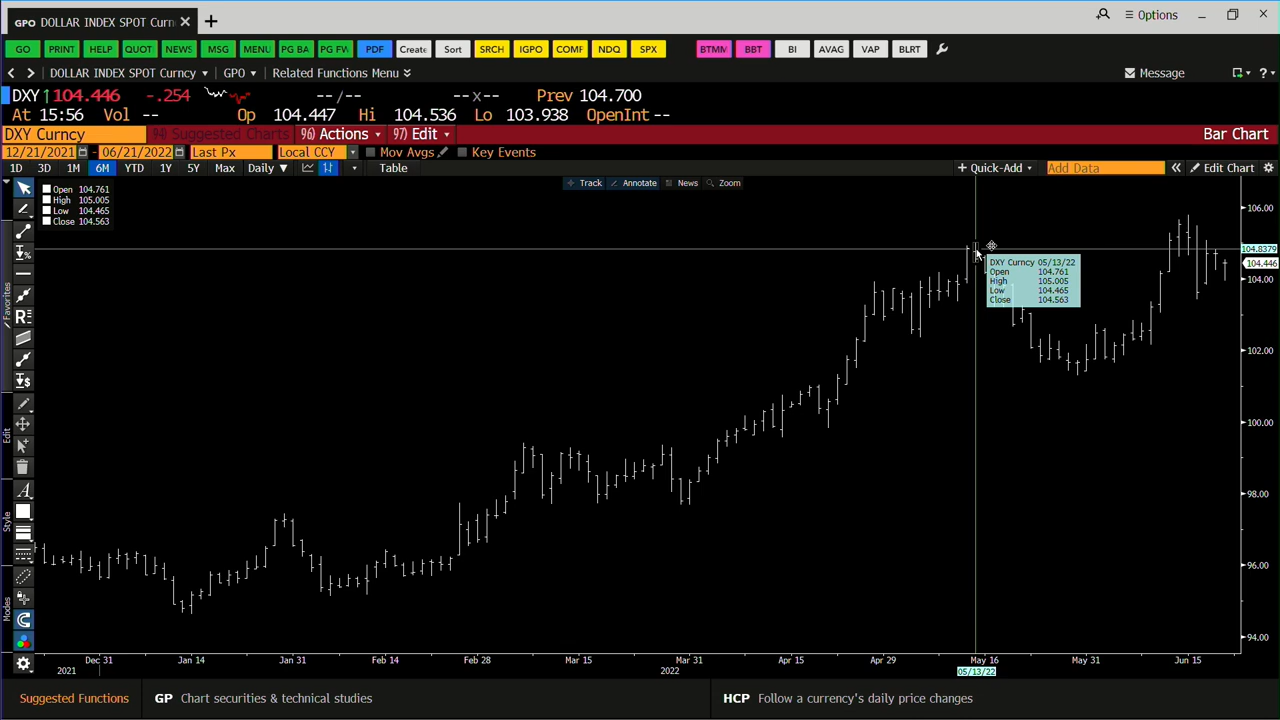 GPO DOLLAR INDEX SPOT Curn
Options
GO PRINT HELP QUOT NEWS MSG MENU PG BA PG FW PDF Create Sort SRCH IGPO COMF NDQ SPX BTMM BBT BI AVAG VAP BLRT
DOLLAR INDEX SPOT Curncy GPO Related Functions Menu Message ?
DXY ↑104.446 -.254 --/-- --x-- Prev 104.700
At 15:56 Vol -- Op 104.447 Hi 104.536 Lo 103.938 OpenInt --
DXY Curncy 94) Suggested Charts 96) Actions 97) Edit Bar Chart
12/21/2021 - 06/21/2022 Last Px Local CCY Mov Avgs Key Events
1D 3D 1M 6M YTD 1Y 5Y Max Daily ▼ Table + Quick-Add Add Data « Edit Chart
Track Annotate News Zoom
Open 104.761
High 105.005
Low 104.465
Close 104.563
106.00
104.8379
104.446
104.00
102.00
100.00
98.00
96.00
94.00
DXY Curncy 05/13/22
Open 104.761
High 105.005
Low 104.465
Close 104.563
Favorites
Edit
Style
Modes
Dec 31 Jan 14 Jan 31 Feb 14 Feb 28 Mar 15 Mar 31 Apr 15 Apr 29 May 16 May 31 Jun 15
2021 2022 05/13/22
Suggested Functions GP Chart securities & technical studies HCP Follow a currency's daily price changes